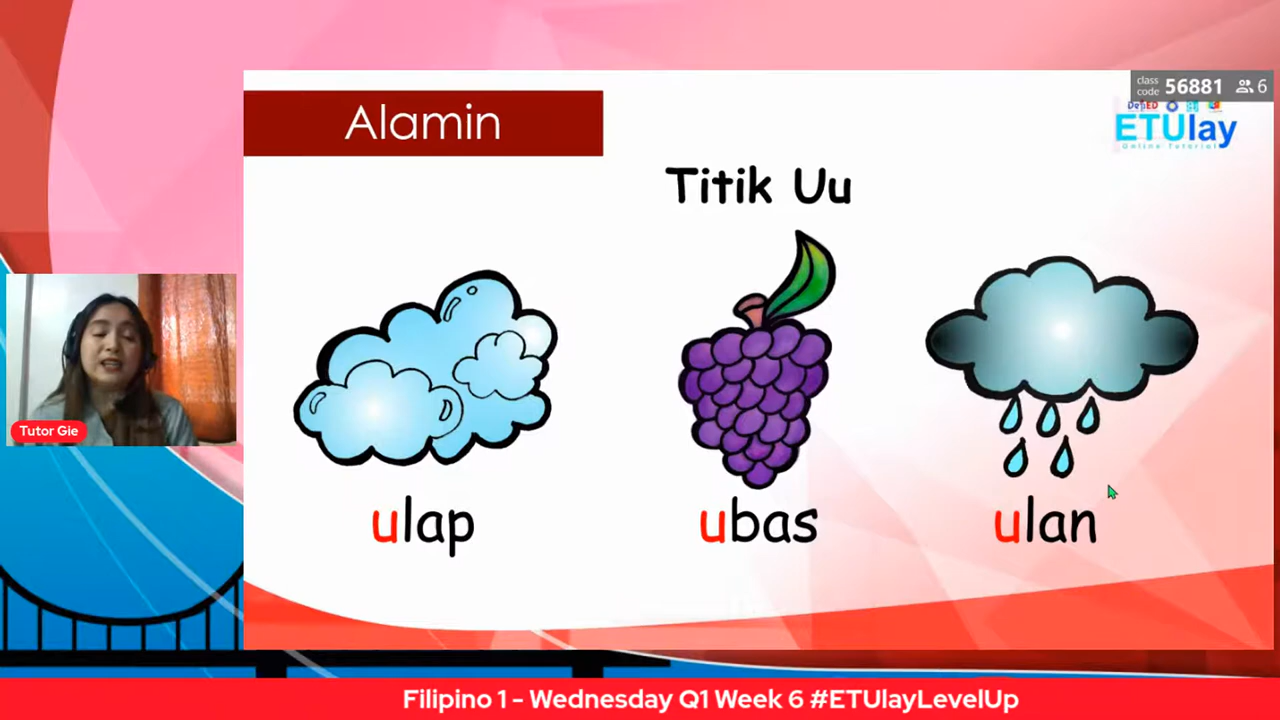 Alamin
class code 56881 6
DepED
ETUlay
Online Tutorial
Titik Uu
ulap
ubas
ulan
Tutor Gie
Filipino 1 - Wednesday Q1 Week 6 #ETUlayLevelUp